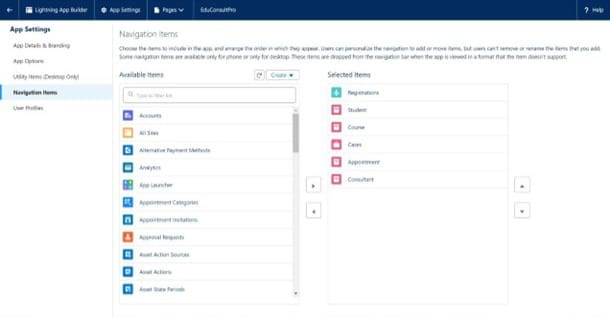 Lightning App Builder App Settings Pages EduConsultPro ? Help
App Settings
App Details & Branding
App Options
Utility Items (Desktop Only)
Navigation Items
User Profiles
Navigation Items
Choose the items to include in the app, and arrange the order in which they appear. Users can personalize the navigation to add or move items, but users can't remove or rename the items that you add.
Some navigation items are available only for phone or only for desktop. These items are dropped from the navigation bar when the app is viewed in a format that the item doesn't support.
Available Items
Create
Type to filter list
Accounts
All Sites
Alternative Payment Methods
Analytics
App Launcher
Appointment Categories
Appointment Invitations
Approval Requests
Asset Action Sources
Asset Actions
Asset State Periods
Selected Items
Registrations
Student
Course
Cases
Appointment
Consultant